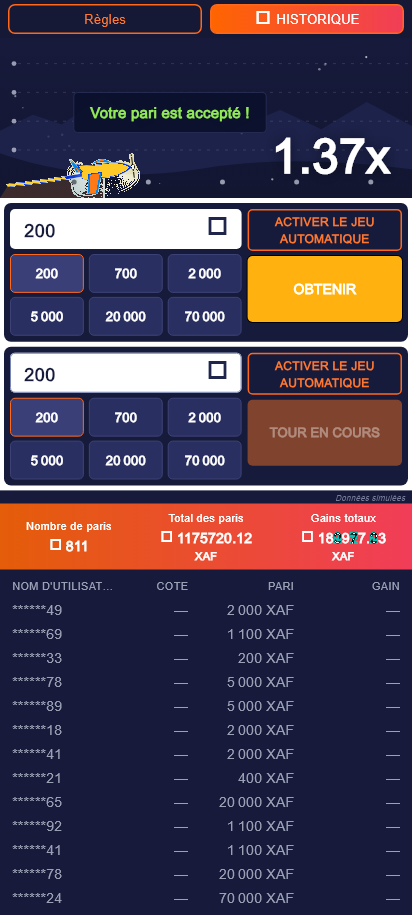 Règles
HISTORIQUE
Votre pari est accepté !
1.37x
200
ACTIVER LE JEU
AUTOMATIQUE
200 700 2 000
OBTENIR
5 000 20 000 70 000
200
ACTIVER LE JEU
AUTOMATIQUE
200 700 2 000
TOUR EN COURS
5 000 20 000 70 000
Données simulées
Nombre de paris Total des paris Gains totaux
811 1175720.12
XAF XAF
NOM D'UTILISAT... COTE PARI GAIN
******49 — 2 000 XAF —
******69 — 1 100 XAF —
******33 — 200 XAF —
******78 — 5 000 XAF —
******89 — 5 000 XAF —
******18 — 2 000 XAF —
******41 — 2 000 XAF —
******21 — 400 XAF —
******65 — 20 000 XAF —
******92 — 1 100 XAF —
******41 — 1 100 XAF —
******78 — 20 000 XAF —
******24 — 70 000 XAF —